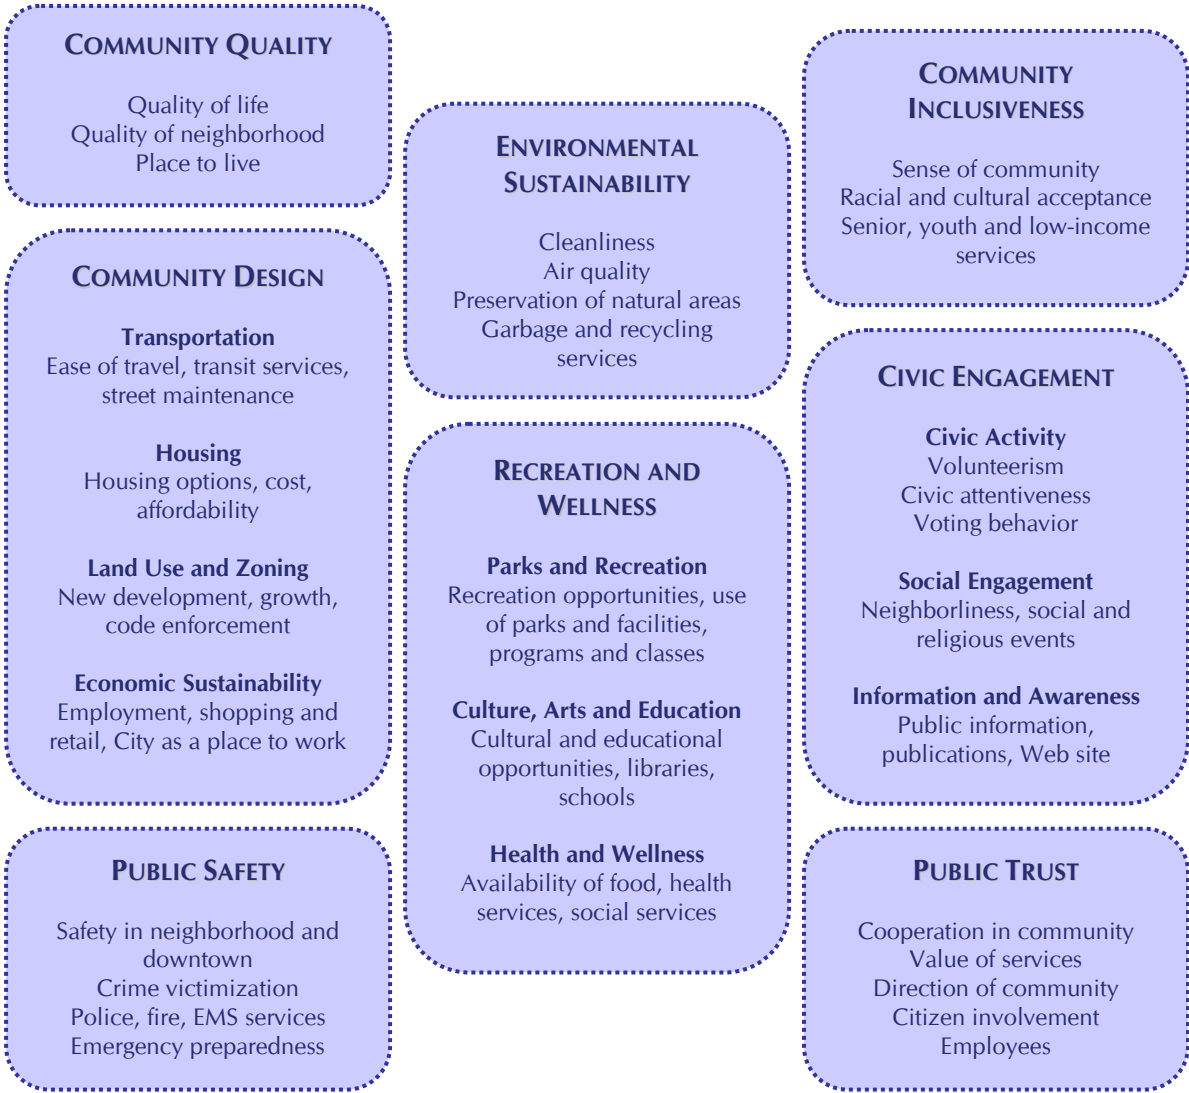 COMMUNITY QUALITY
Quality of life
Quality of neighborhood
Place to live
COMMUNITY DESIGN
Transportation
Ease of travel, transit services,
street maintenance
Housing
Housing options, cost,
affordability
Land Use and Zoning
New development, growth,
code enforcement
Economic Sustainability
Employment, shopping and
retail, City as a place to work
PUBLIC SAFETY
Safety in neighborhood and
downtown
Crime victimization
Police, fire, EMS services
Emergency preparedness
ENVIRONMENTAL
SUSTAINABILITY
Cleanliness
Air quality
Preservation of natural areas
Garbage and recycling
services
RECREATION AND
WELLNESS
Parks and Recreation
Recreation opportunities, use
of parks and facilities,
programs and classes
Culture, Arts and Education
Cultural and educational
opportunities, libraries,
schools
Health and Wellness
Availability of food, health
services, social services
COMMUNITY
INCLUSIVENESS
Sense of community
Racial and cultural acceptance
Senior, youth and low-income
services
CIVIC ENGAGEMENT
Civic Activity
Volunteerism
Civic attentiveness
Voting behavior
Social Engagement
Neighborliness, social and
religious events
Information and Awareness
Public information,
publications, Web site
PUBLIC TRUST
Cooperation in community
Value of services
Direction of community
Citizen involvement
Employees